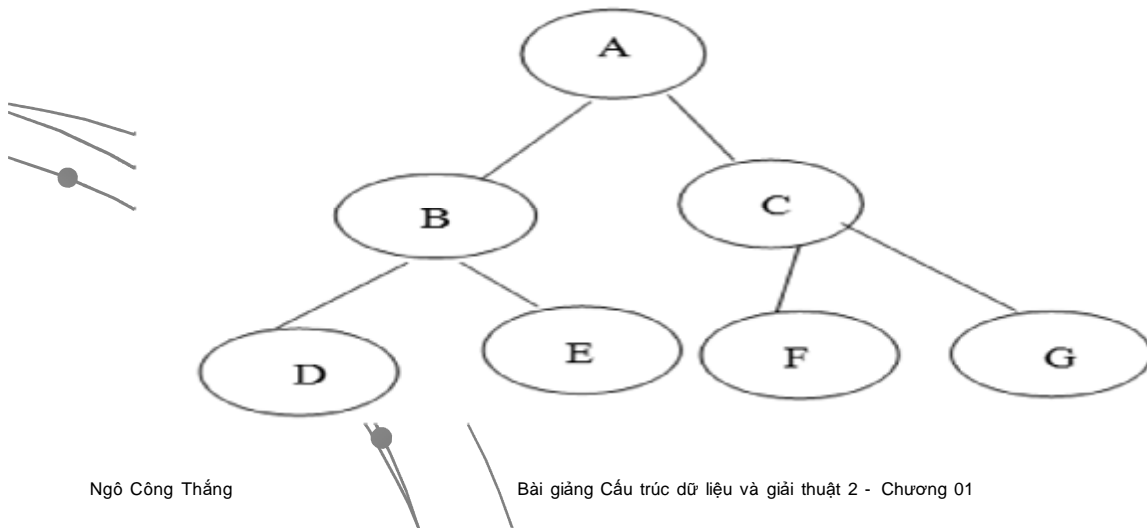 A
B
C
D
E
F
G
Ngô Công Thắng
Bài giảng Cấu trúc dữ liệu và giải thuật 2 - Chương 01